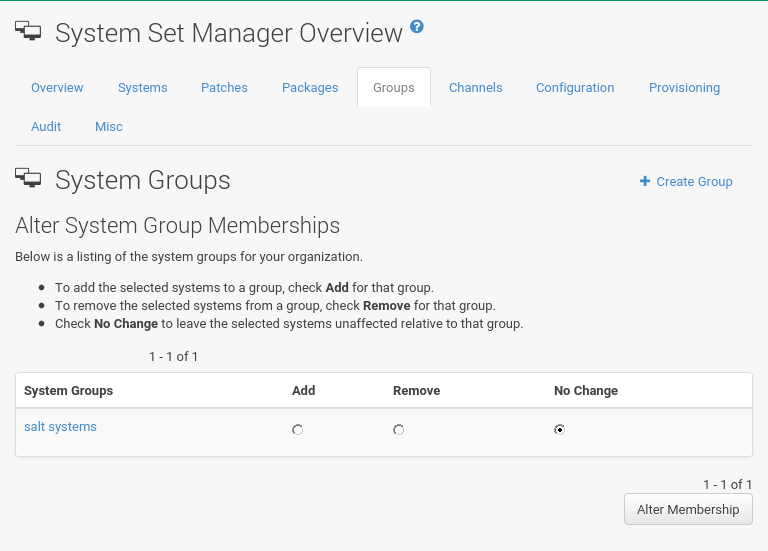 System Set Manager Overview ?
Overview Systems Patches Packages Groups Channels Configuration Provisioning
Audit Misc
System Groups
+ Create Group
Alter System Group Memberships
Below is a listing of the system groups for your organization.
● To add the selected systems to a group, check Add for that group.
● To remove the selected systems from a group, check Remove for that group.
● Check No Change to leave the selected systems unaffected relative to that group.
1 - 1 of 1
System Groups Add Remove No Change
salt systems
1 - 1 of 1
Alter Membership